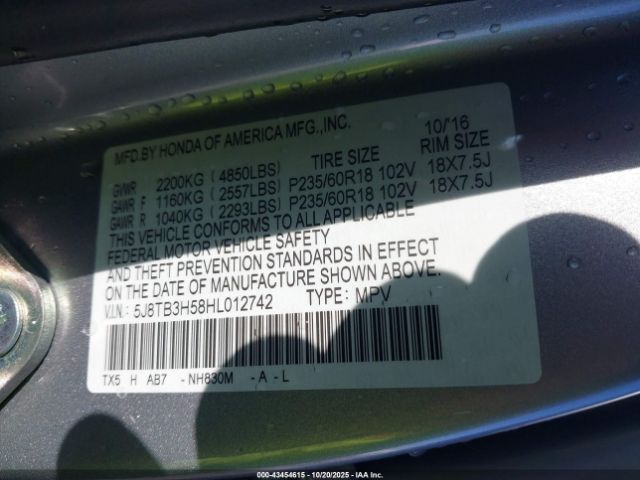 MFD.BY HONDA OF AMERICA MFG.,INC. 10/'16
TIRE SIZE RIM SIZE
GVWR 2200KG ( 4850LBS)
GAWR F 1160KG ( 2557LBS) P235/60R18 102V 18X7.5J
GAWR R 1040KG ( 2293LBS) P235/60R18 102V 18X7.5J
THIS VEHICLE CONFORMS TO ALL APPLICABLE
FEDERAL MOTOR VEHICLE SAFETY
AND THEFT PREVENTION STANDARDS IN EFFECT
ON THE DATE OF MANUFACTURE SHOWN ABOVE.
V.I.N.: 5J8TB3H58HL012742 TYPE: MPV
TX5 H AB7 - NH830M - A - L
000-43454615 - 10/20/2025 - IAA Inc.